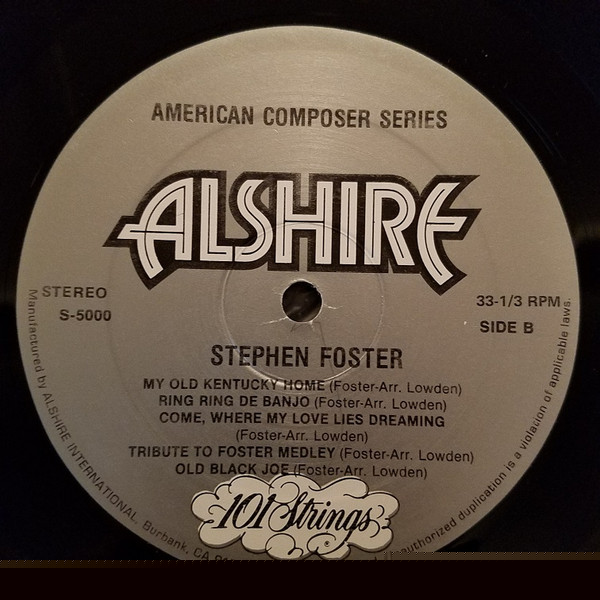 AMERICAN COMPOSER SERIES
ALSHIRE
STEREO
S-5000
33-1/3 RPM
SIDE B
STEPHEN FOSTER
MY OLD KENTUCKY HOME (Foster-Arr. Lowden)
RING RING DE BANJO (Foster-Arr. Lowden)
COME, WHERE MY LOVE LIES DREAMING
(Foster-Arr. Lowden)
TRIBUTE TO FOSTER MEDLEY (Foster-Arr. Lowden)
OLD BLACK JOE (Foster-Arr. Lowden)
101 Strings®
Manufactured by ALSHIRE INTERNATIONAL, Burbank, CA
duplication is a violation of applicable laws.